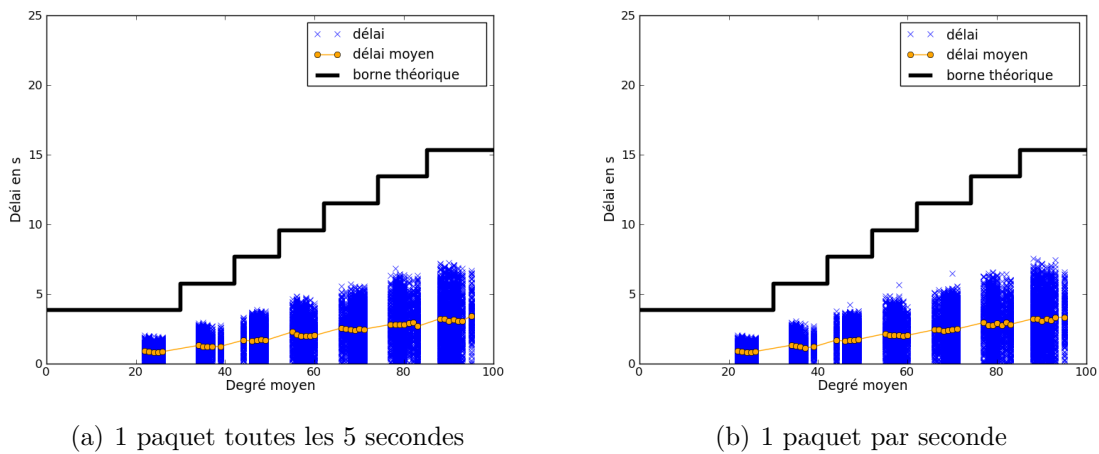 25
20
15
10
5
0
Délai en s
0 20 40 60 80 100
Degré moyen
délai
délai moyen
borne théorique
(a) 1 paquet toutes les 5 secondes
25
20
15
10
5
0
0 20 40 60 80 100
Degré moyen
délai
délai moyen
borne théorique
(b) 1 paquet par seconde